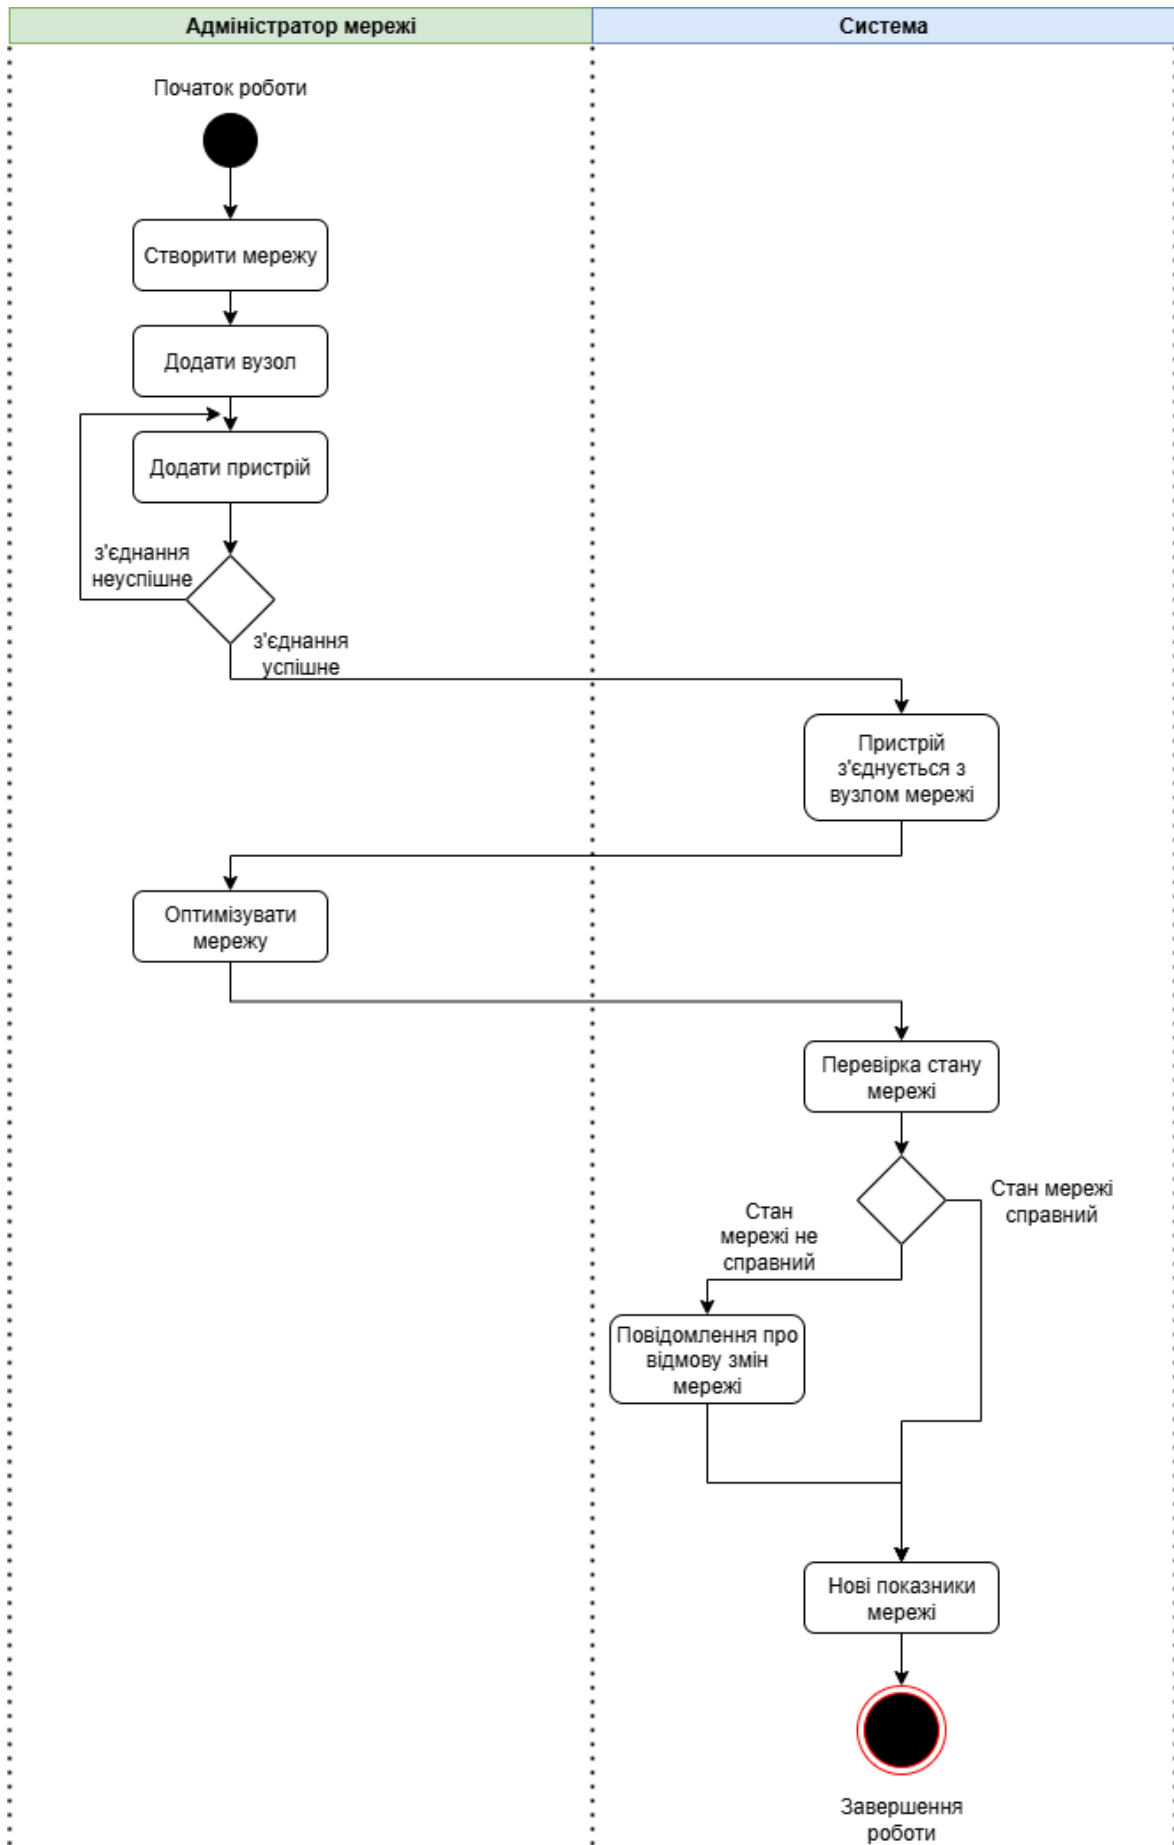 Адміністратор мережі
Система
Початок роботи
Створити мережу
Додати вузол
Додати пристрій
з'єднання
неуспішне
з'єднання
успішне
Пристрій
з'єднується з
вузлом мережі
Оптимізувати
мережу
Перевірка стану
мережі
Стан мережі
справний
Стан
мережі не
справний
Повідомлення про
відмову змін
мережі
Нові показники
мережі
Завершення
роботи